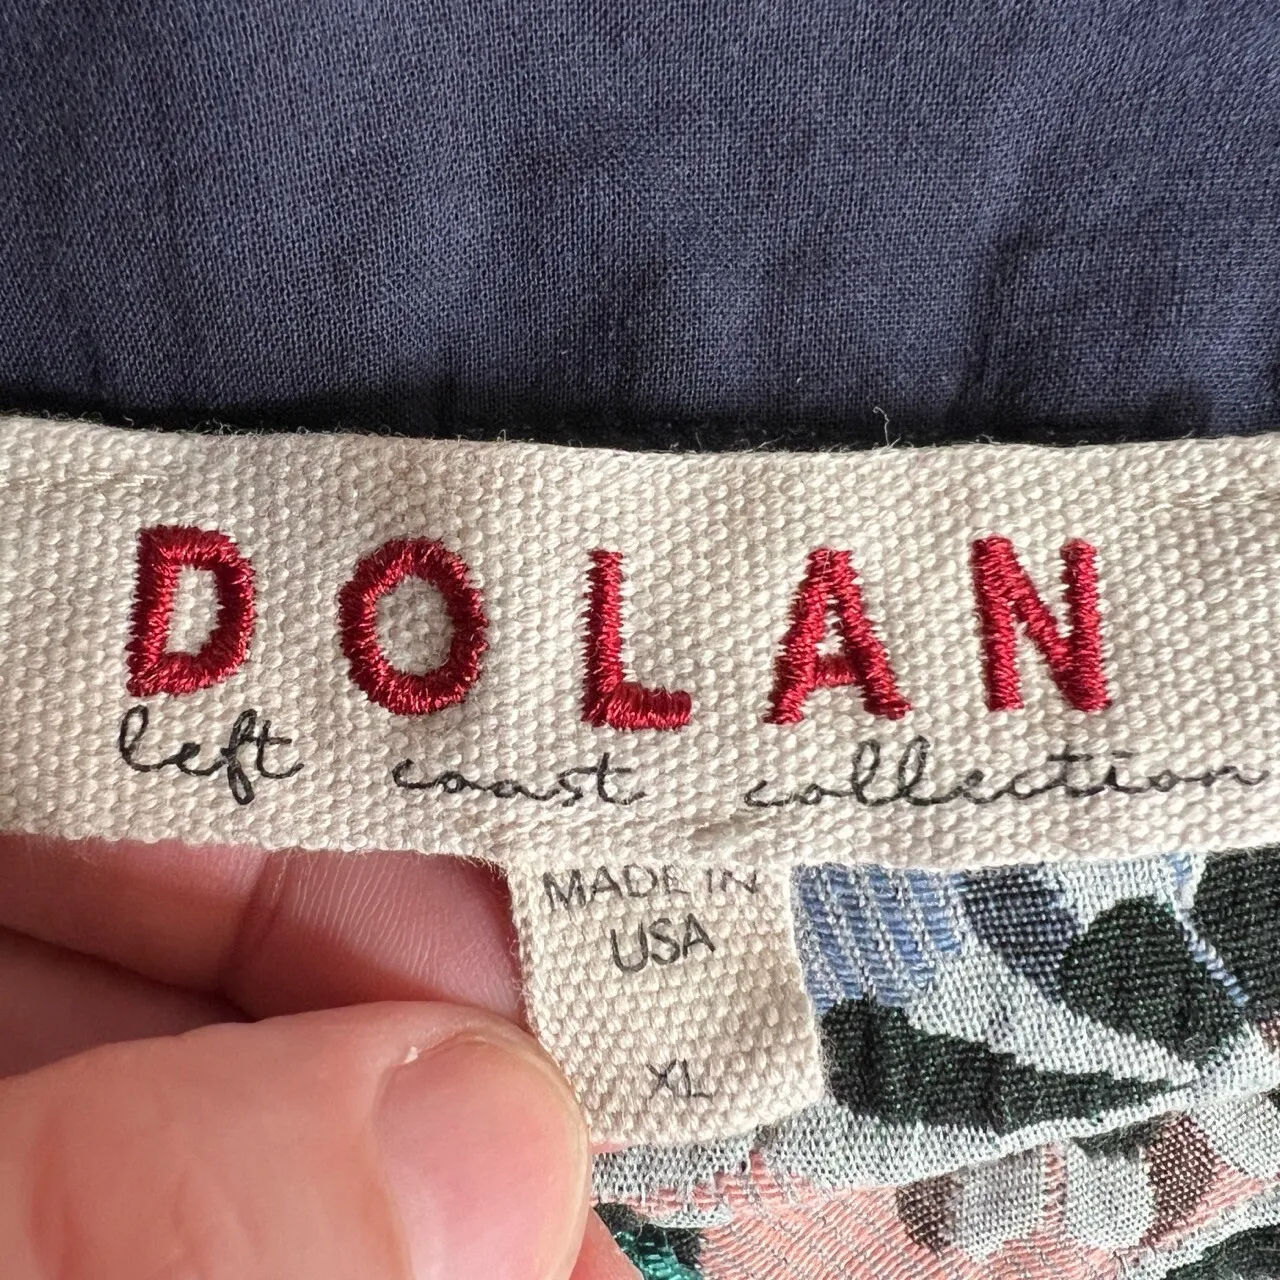 DOLAN
left coast collection
MADE IN
USA
XL